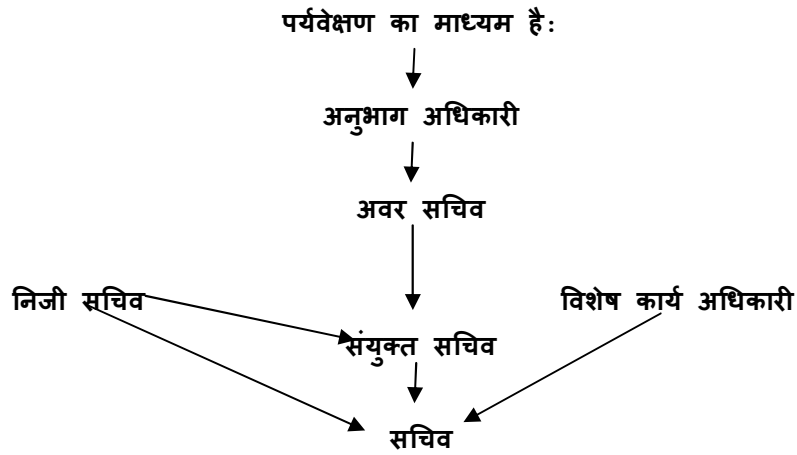 पर्यवेक्षण का माध्यम है:
अनुभाग अधिकारी
अवर सचिव
निजी सचिव
विशेष कार्य अधिकारी
संयुक्त सचिव
सचिव